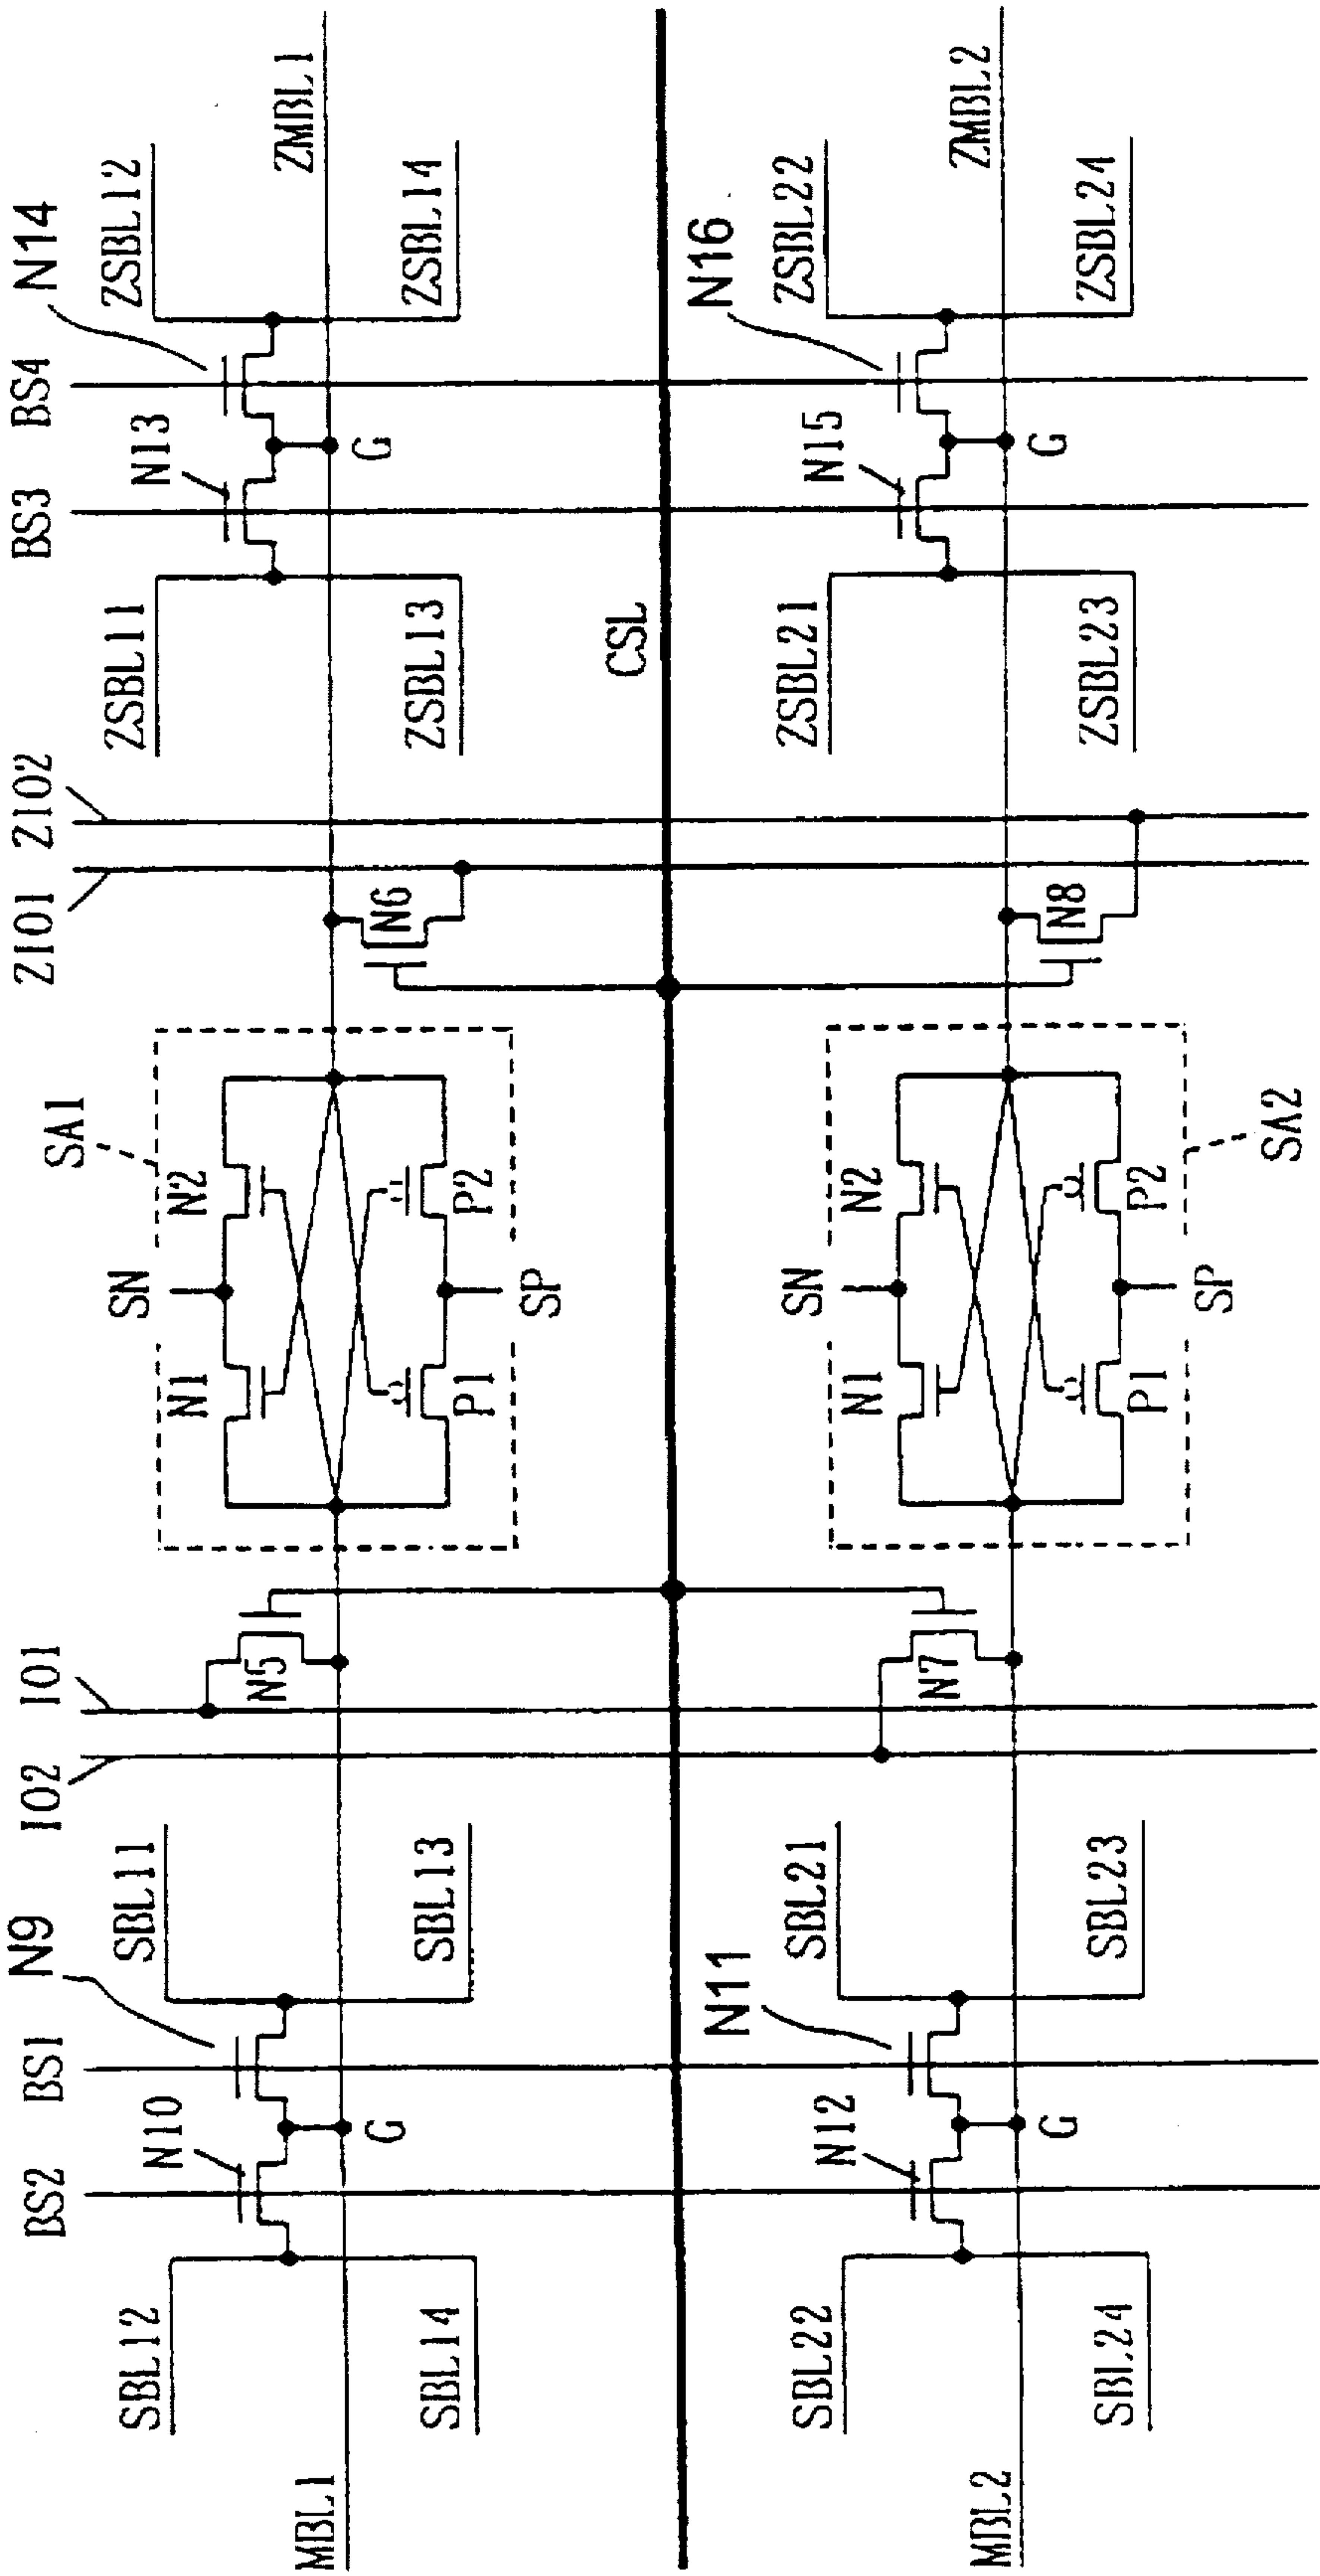 BS2
BS1
N9
IO2
IO1
SA1
ZIO1
ZIO2
BS3
BS4
N14
SBL12
N10
SBL11
N5
SN
N1
N2
ZSBL11
N13
ZSBL12
MBL1
SBL14
G
SBL13
P1
SP
P2
N6
ZSBL13
G
ZSBL14
ZMBL1
CSL
SBL22
N12
N11
SBL21
N7
SN
N1
N2
ZSBL21
N15
N16
ZSBL22
MBL2
SBL24
G
SBL23
P1
SP
P2
SA2
N8
ZSBL23
G
ZSBL24
ZMBL2